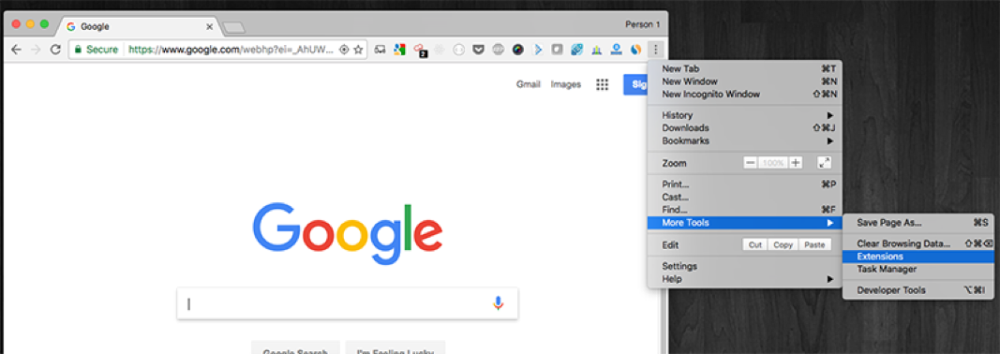 Google
Person 1
Secure
https://www.google.com/webhp?ei=_AhUW...
2
Gmail
Images
Sig
Google
Google Search
I'm Feeling Lucky
New Tab ⌘T
New Window ⌘N
New Incognito Window ⇧⌘N
History
Downloads ⇧⌘J
Bookmarks
Zoom — 100% +
Print... ⌘P
Cast...
Find... ⌘F
More Tools
Edit Cut Copy Paste
Settings
Help
Save Page As... ⌘S
Clear Browsing Data... ⇧⌘⌫
Extensions
Task Manager
Developer Tools ⌥⌘I